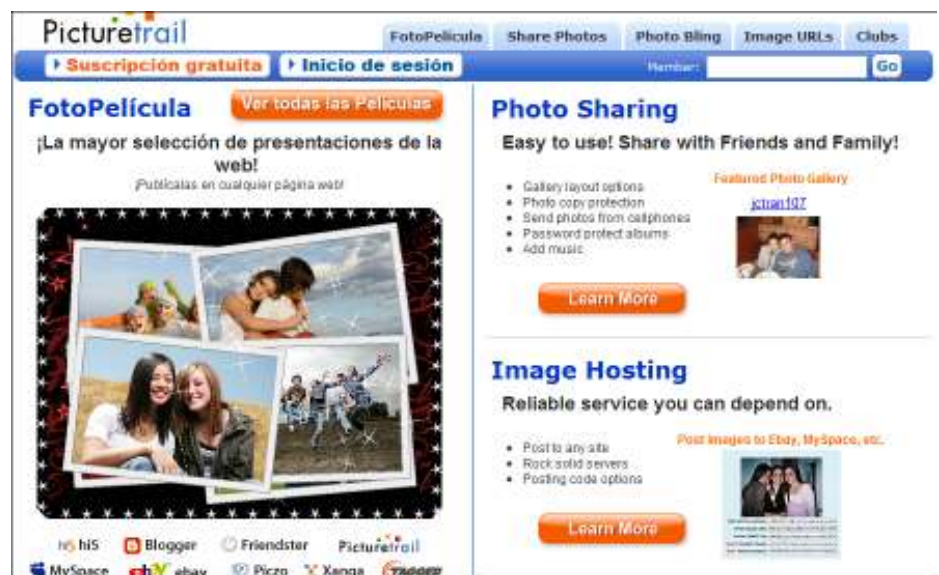 Picturetrail
FotoPelícula Share Photos Photo Bling Image URLs Clubs
Suscripción gratuita Inicio de sesión
Member: Go
FotoPelícula Ver todas las Películas
¡La mayor selección de presentaciones de la
web!
¡Publícalas en cualquier página web!
hi5 hi5 Blogger Friendster Picturetrail
MySpace ebay ebay Piczo Xanga TAGGED
Photo Sharing
Easy to use! Share with Friends and Family!
Gallery layout options
Photo copy protection
Send photos from cellphones
Password protect albums
Add music
Featured Photo Gallery
jctran107
Learn More
Image Hosting
Reliable service you can depend on.
Post to any site
Rock solid servers
Posting code options
Post Images to Ebay, MySpace, etc.
Learn More